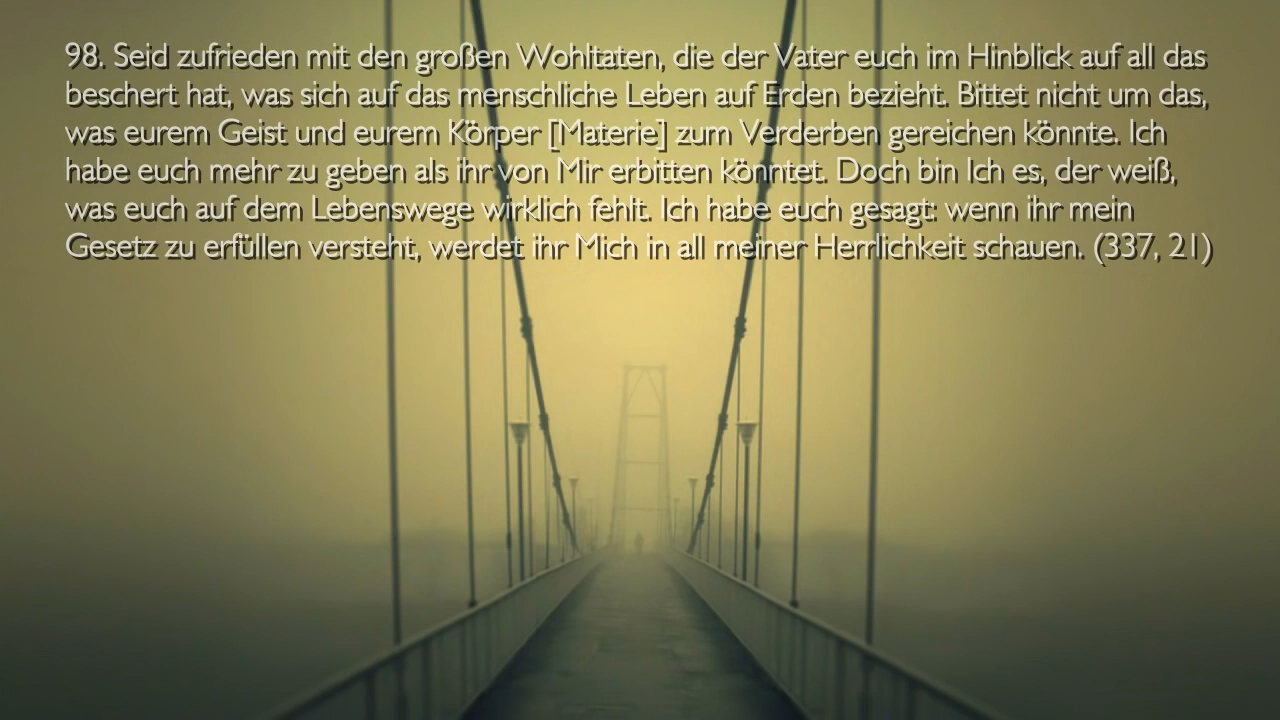 98. Seid zufrieden mit den großen Wohltaten, die der Vater euch im Hinblick auf all das
beschert hat, was sich auf das menschliche Leben auf Erden bezieht. Bittet nicht um das,
was eurem Geist und eurem Körper [Materie] zum Verderben gereichen könnte. Ich
habe euch mehr zu geben als ihr von Mir erbitten könntet. Doch bin Ich es, der weiß,
was euch auf dem Lebenswege wirklich fehlt. Ich habe euch gesagt: wenn ihr mein
Gesetz zu erfüllen versteht, werdet ihr Mich in all meiner Herrlichkeit schauen. (337, 21)